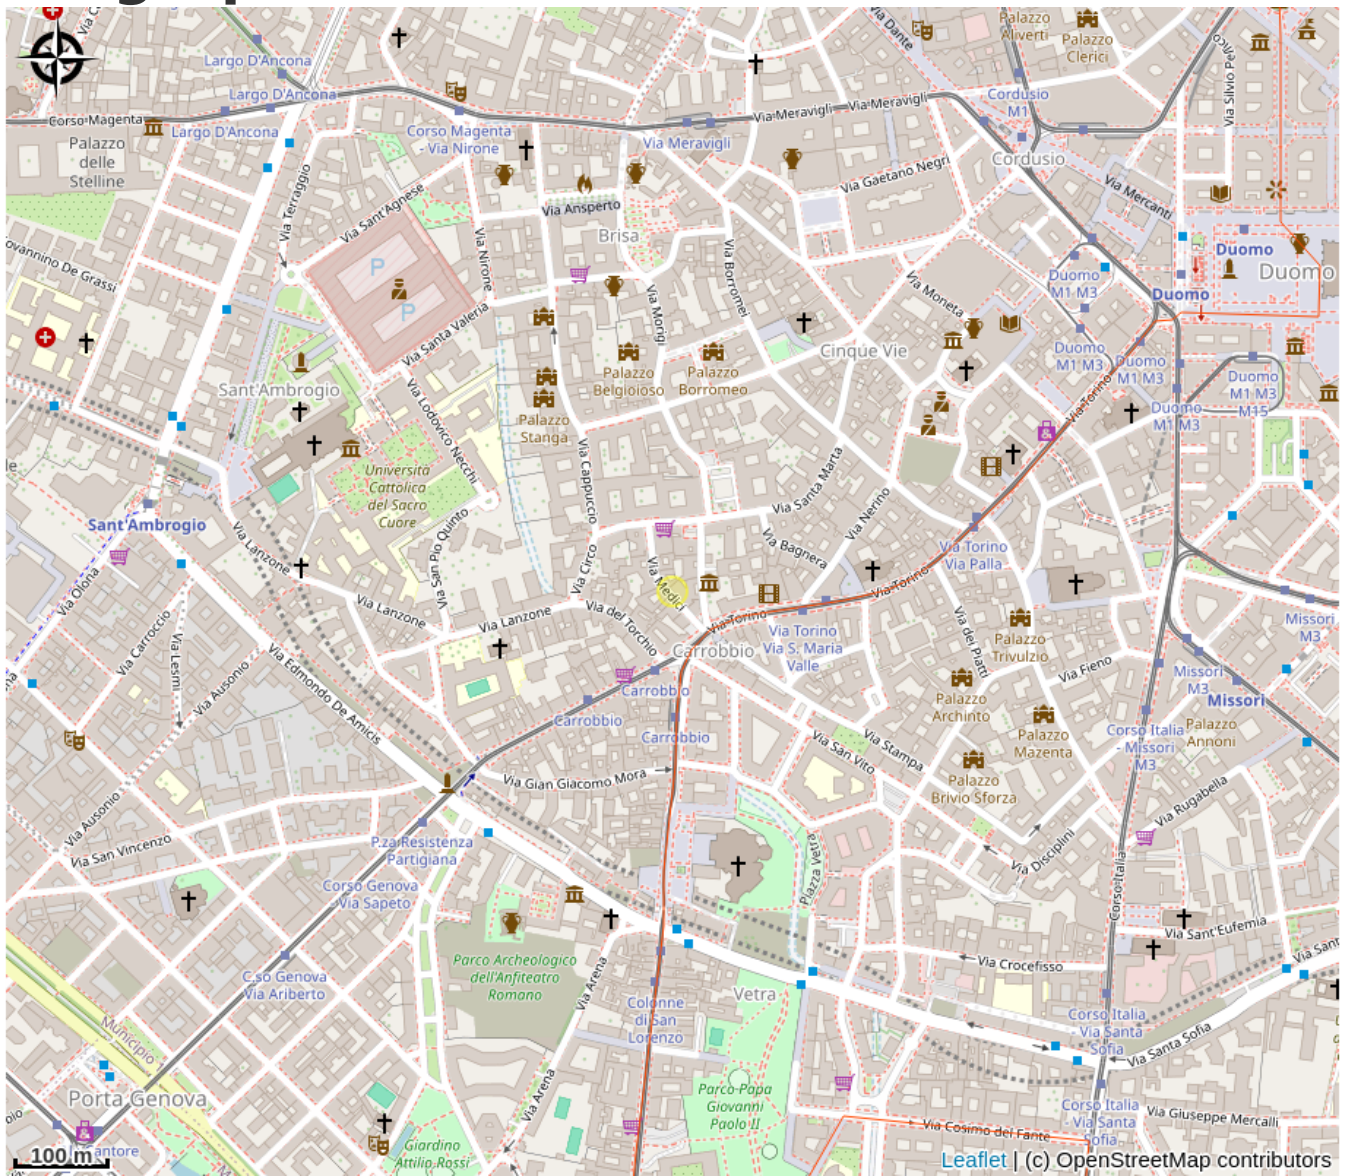 Largo D'Ancona
Largo D'Ancona
Largo D'Ancona
Corso Magenta
Palazzo
delle
Stelline
Corso Magenta
- Via Nirone
Via Meravigli
Via Meravigli
Via Meravigli
Via Dante
Palazzo
Aliverti
Palazzo
Clerici
Via Silvio Pellico
Cordusio
M1
Cordusio
Via Mercanti
Via Gaetano Negri
Via Terraggio
Via Sant'Agnese
Via Ansperto
Brisa
Via Nirone
Via Borromei
P
P
Via Santa Valeria
Via Morigi
Via Moneta
Duomo
M1 M3
Duomo
Duomo
Duomo
Duomo
M1 M3
Duomo
M1 M3
Duomo
M1 M3
Duomo
M1 M3
M15
Cinque Vie
Palazzo
Belgioioso
Palazzo
Borromeo
Palazzo
Stanga
Sant'Ambrogio
Via Lodovico Necchi
Università
Cattolica
del Sacro
Cuore
Via Cappuccio
Via Santa Marta
Via Torino
Via Nerino
Via Bagnera
Via Torino
Via Palla
Sant'Ambrogio
Via Lanzone
Via San Pio Quinto
Via Circo
Via Medici
Via Olona
Via Lanzone
Via Lanzone
Via del Torchio
Via Torino
Via Torino
Via Torino
Via S. Maria
Valle
Carrobbio
Via dei Piatti
Palazzo
Trivulzio
Via Fieno
Missori
M3
Missori
M3
Missori
Via Carroccio
Via Lesmi
Via Ausonio
Via Edmondo De Amicis
Carrobbio
Carrobbio
Carrobbio
Palazzo
Archinto
Palazzo
Mazenta
Corso Italia
- Missori
M3
Palazzo
Annoni
Via San Vito
Via Stampa
Palazzo
Brivio Sforza
Via Gian Giacomo Mora
Via Rugabella
Via Ausonio
Via San Vincenzo
P.za Resistenza
Partigiana
Via Disciplini
Piazza Vetra
Corso Italia
Corso Genova
- Via Sapeto
Via Sant'Eufemia
Parco Archeologico
dell'Anfiteatro
Romano
Via Arena
Via Crocefisso
C.so Genova
Via Ariberto
Vetra
Colonne
di San
Lorenzo
Corso Italia
- Via Santa
Sofia
Via Santa Sofia
Municipio
Porta Genova
Parco Papa
Giovanni
Paolo II
Via Arena
Corso Italia
- Via Santa
Sofia
Via Giuseppe Mercalli
Via Cosimo del Fante
Giardino
Attilio Rossi
100 m
Leaflet | (c) OpenStreetMap contributors